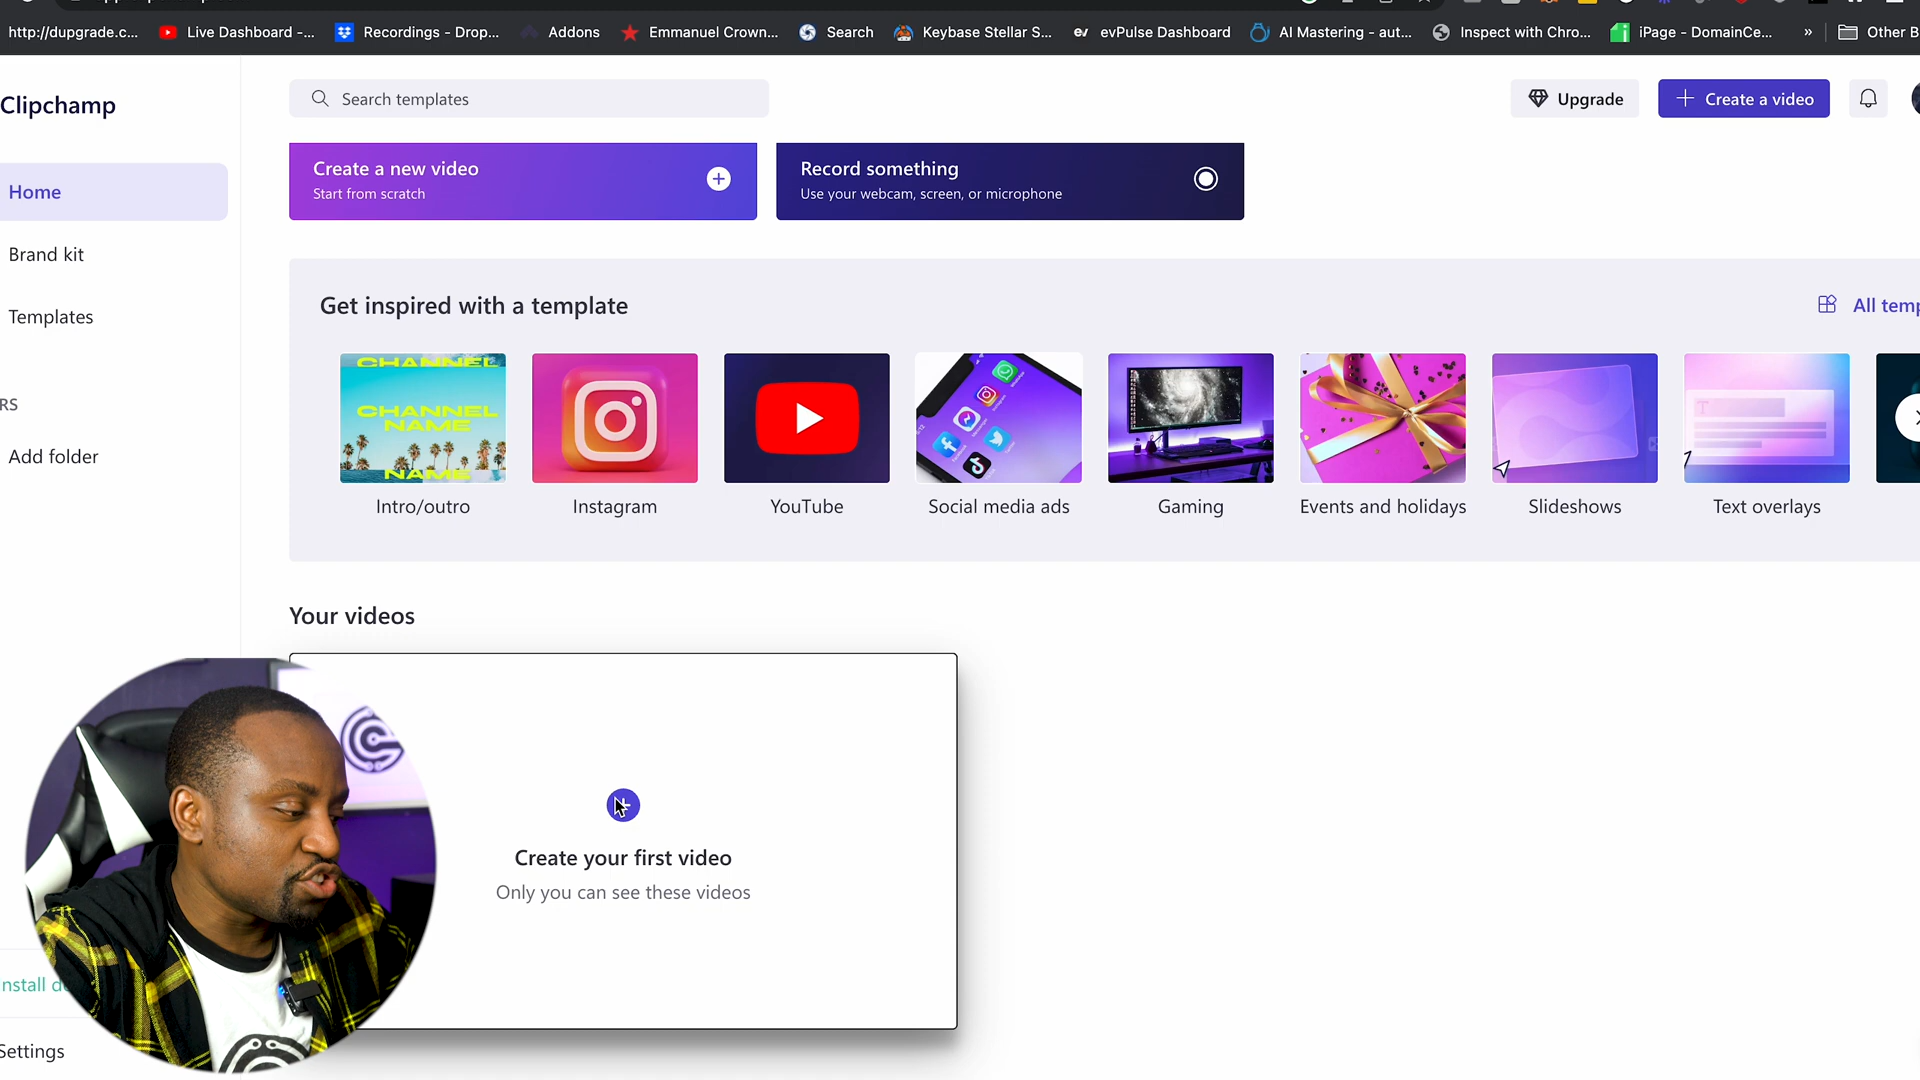 http://dupgrade.c...
Live Dashboard -...
Recordings - Drop...
Addons
Emmanuel Crown...
Search
Keybase Stellar S...
ev
evPulse Dashboard
AI Mastering - aut...
Inspect with Chro...
iPage - DomainCe...
»
Other B
Clipchamp
Search templates
Upgrade
Create a video
Home
Brand kit
Templates
RS
Add folder
Create a new video
Start from scratch
Record something
Use your webcam, screen, or microphone
Get inspired with a template
All temp
CHANNEL
CHANNEL
NAME
NAME
Intro/outro
Instagram
YouTube
Social media ads
Gaming
Events and holidays
Slideshows
Text overlays
Your videos
Create your first video
Only you can see these videos
nstall de
Settings